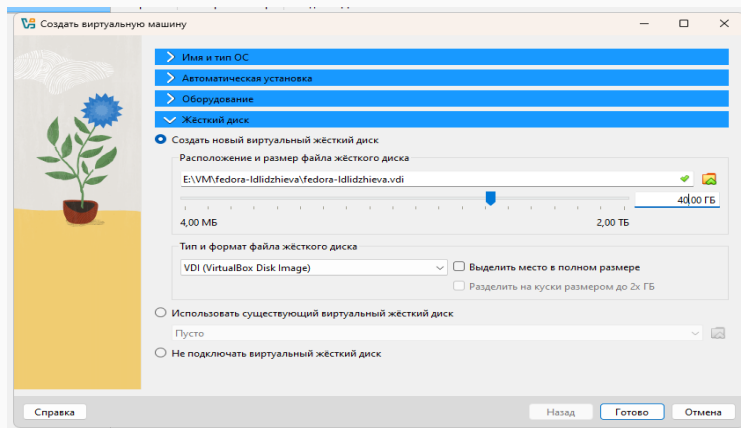 Создать виртуальную машину
Имя и тип ОС
Автоматическая установка
Оборудование
Жёсткий диск
Создать новый виртуальный жёсткий диск
Расположение и размер файла жёсткого диска
E:\VM\fedora-ldlidzhieva\fedora-ldlidzhieva.vdi
40,00 ГБ
4,00 МБ 2,00 ТБ
Тип и формат файла жёсткого диска
VDI (VirtualBox Disk Image) Выделить место в полном размере
Разделить на куски размером до 2х ГБ
Использовать существующий виртуальный жёсткий диск
Пусто
Не подключать виртуальный жёсткий диск
Справка Назад Готово Отмена